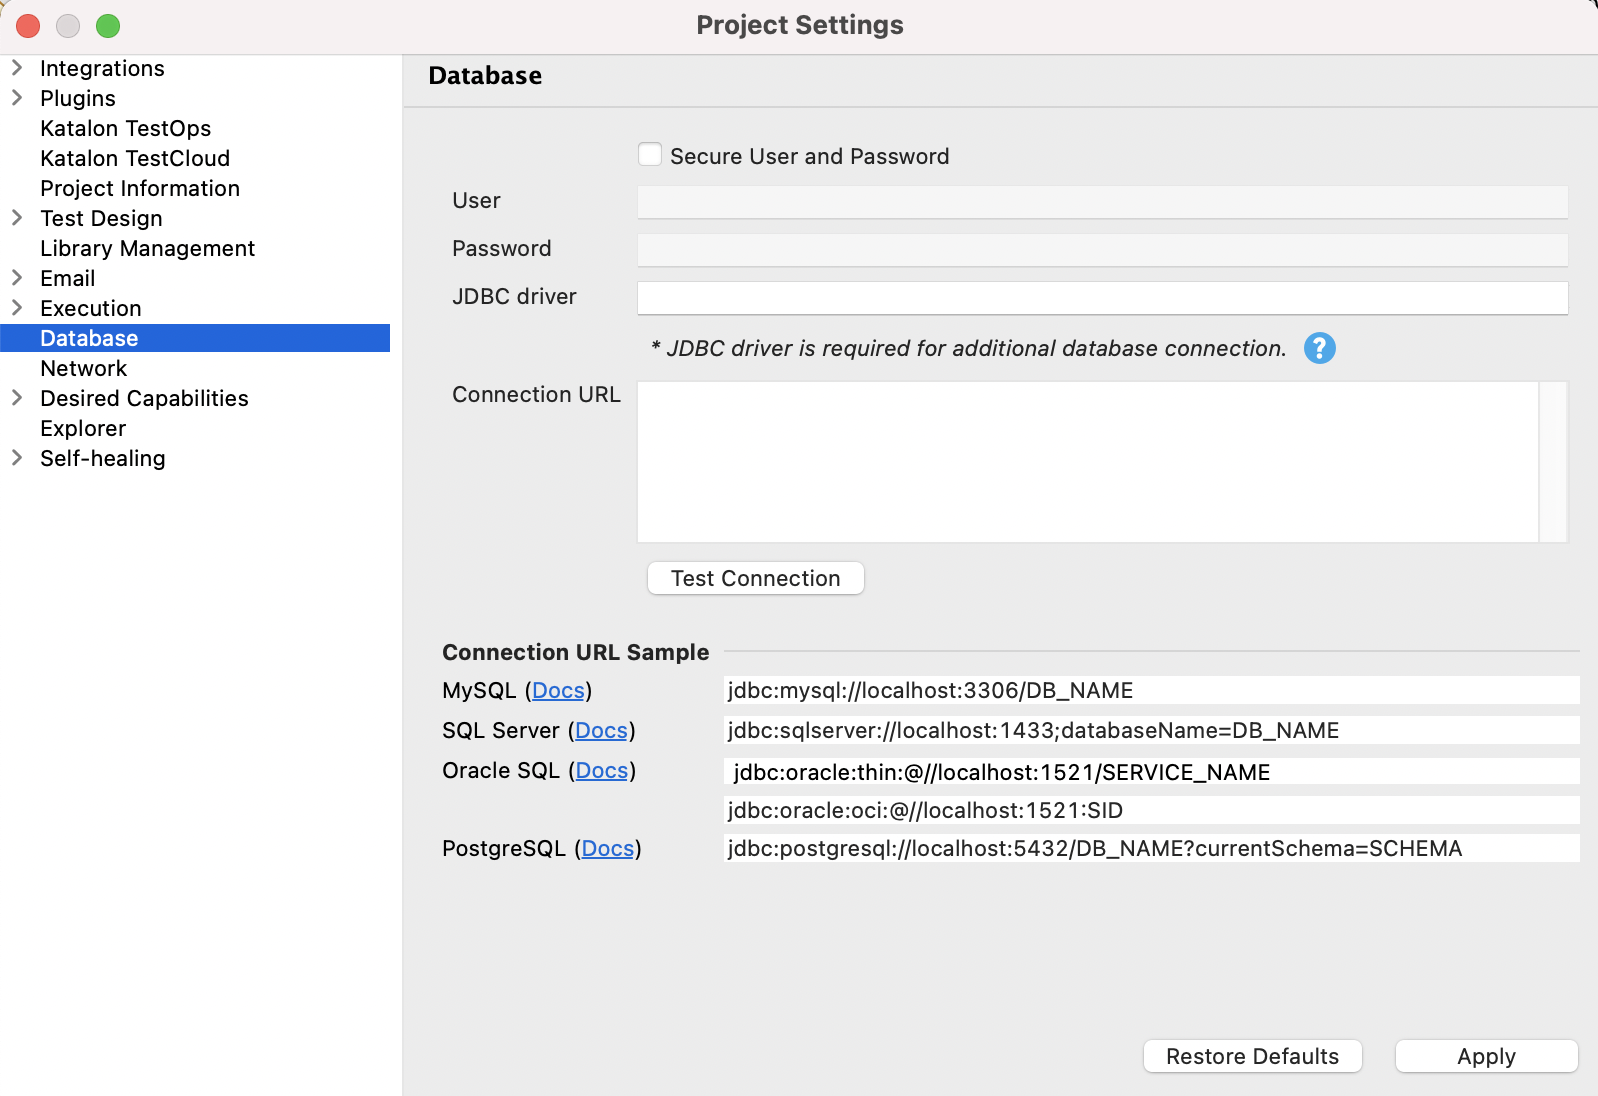 Project Settings
Integrations
Plugins
Katalon TestOps
Katalon TestCloud
Project Information
Test Design
Library Management
Email
Execution
Database
Network
Desired Capabilities
Explorer
Self-healing
Database
Secure User and Password
User
Password
JDBC driver
* JDBC driver is required for additional database connection. ?
Connection URL
Test Connection
Connection URL Sample
MySQL (Docs) jdbc:mysql://localhost:3306/DB_NAME
SQL Server (Docs) jdbc:sqlserver://localhost:1433;databaseName=DB_NAME
Oracle SQL (Docs) jdbc:oracle:thin:@//localhost:1521/SERVICE_NAME
jdbc:oracle:oci:@//localhost:1521:SID
PostgreSQL (Docs) jdbc:postgresql://localhost:5432/DB_NAME?currentSchema=SCHEMA
Restore Defaults Apply